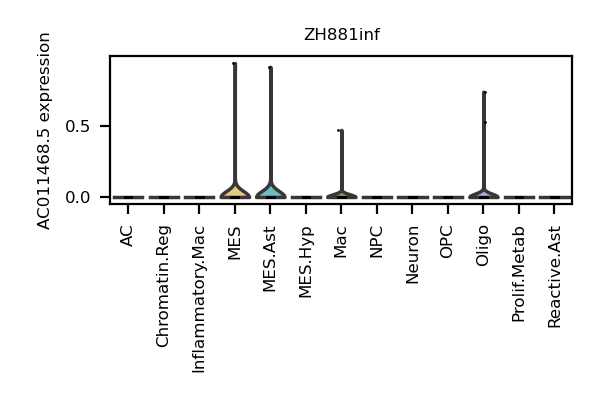 ZH881inf
AC011468.5 expression
0.5
0.0
AC
Chromatin.Reg
Inflammatory.Mac
MES
MES.Ast
MES.Hyp
Mac
NPC
Neuron
OPC
Oligo
Prolif.Metab
Reactive.Ast